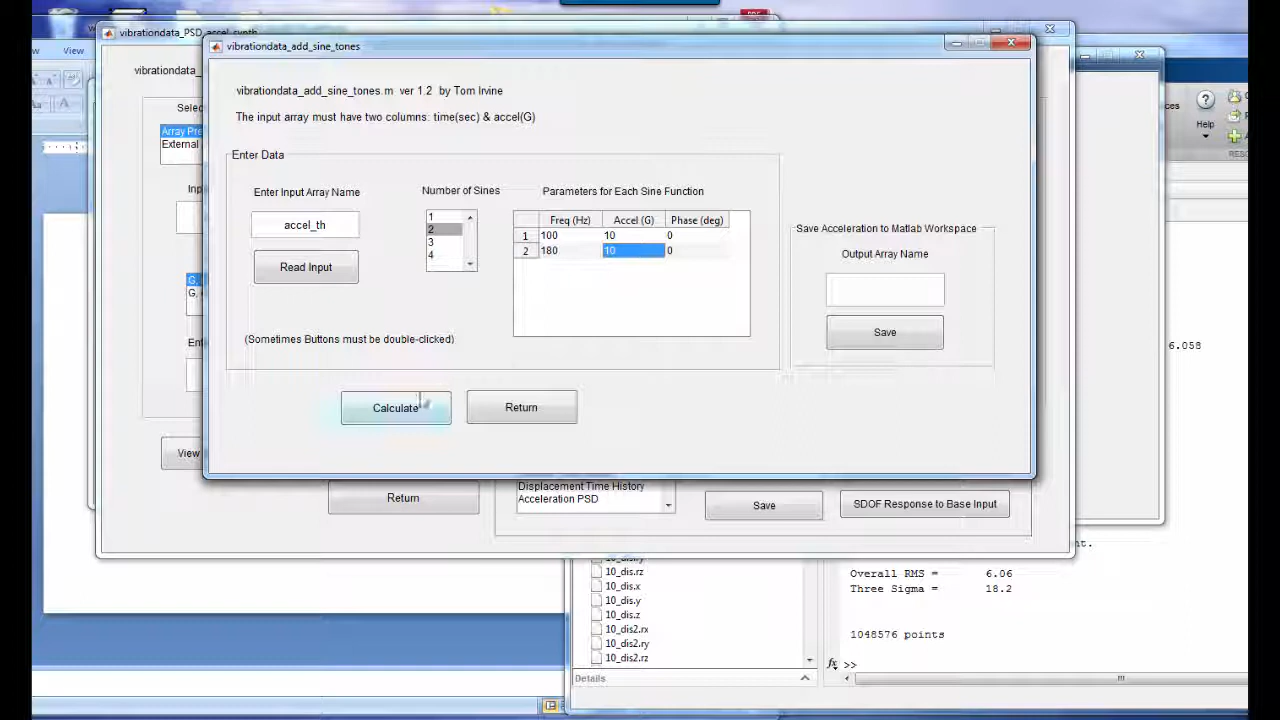 vibrationdata_PSD_accel_synth
vibrationdata_add_sine_tones
View
vibrationdata_
vibrationdata_add_sine_tones.m ver 1.2 by Tom Irvine
The input array must have two columns: time(sec) & accel(G)
Array Pre
External
Enter Data
Enter Input Array Name
accel_th
Read Input
Number of Sines
1
2
3
4
Parameters for Each Sine Function
Freq (Hz) Accel (G) Phase (deg)
1 100 10 0
2 180 10 0
Save Acceleration to Matlab Workspace
Output Array Name
Save
(Sometimes Buttons must be double-clicked)
Calculate
Return
Help
6.058
View
Return
Displacement Time History
Acceleration PSD
Save
SDOF Response to Base Input
10_dis.rz
10_dis.x
10_dis.y
10_dis.z
10_dis2.rx
10_dis2.ry
10_dis2.rz
Details
Overall RMS = 6.06
Three Sigma = 18.2
1048576 points
fx >>